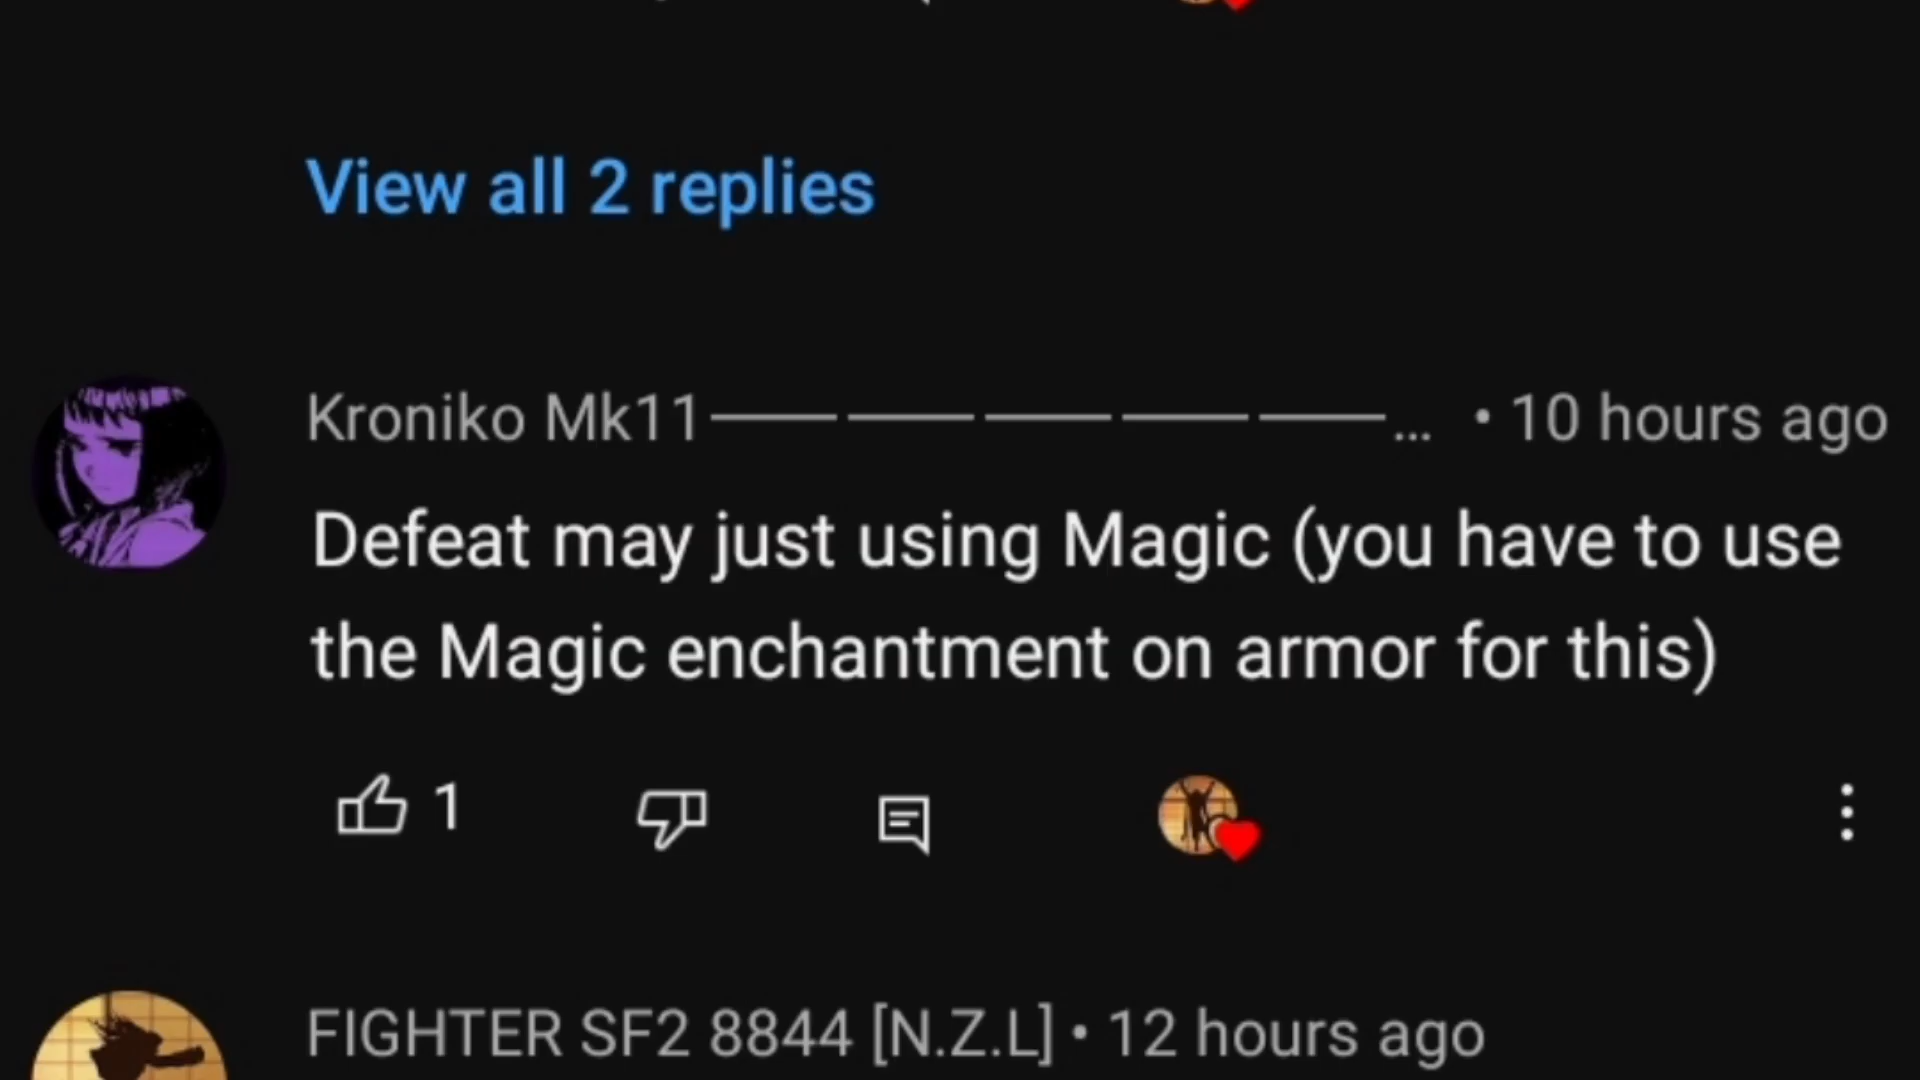 View all 2 replies
Kroniko Mk11————— ... • 10 hours ago
Defeat may just using Magic (you have to use
the Magic enchantment on armor for this)
1
FIGHTER SF2 8844 [N.Z.L] • 12 hours ago